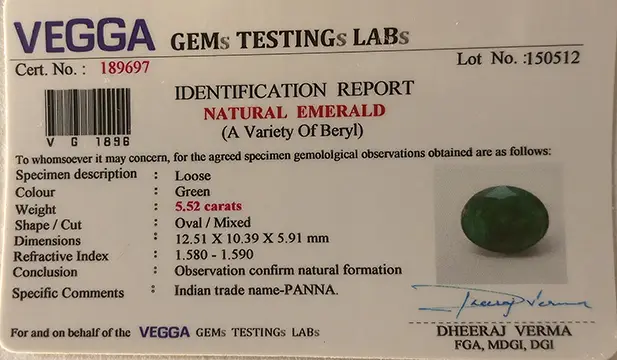 VEGGA GEMs TESTINGs LABs
Cert. No. : 189697
Lot No. :150512
V G 1896
IDENTIFICATION REPORT
NATURAL EMERALD
(A Variety Of Beryl)
To whomsoever it may concern, for the agreed specimen gemololgical observations obtained are as follows:
Specimen description : Loose
Colour : Green
Weight : 5.52 carats
Shape / Cut : Oval / Mixed
Dimensions : 12.51 X 10.39 X 5.91 mm
Refractive Index : 1.580 - 1.590
Conclusion : Observation confirm natural formation
Specific Comments : Indian trade name-PANNA.
Dheeraj Verma
For and on behalf of the VEGGA GEMs TESTINGs LABs
DHEERAJ VERMA
FGA, MDGI, DGI